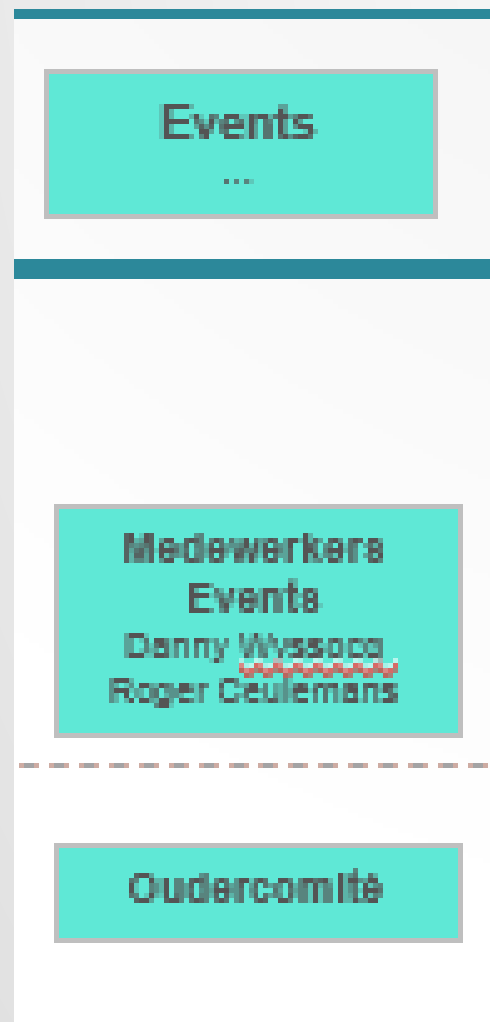 Events
...
Medewerkers
Events
Danny Wyssocq
Roger Ceulemans
Oudercomité